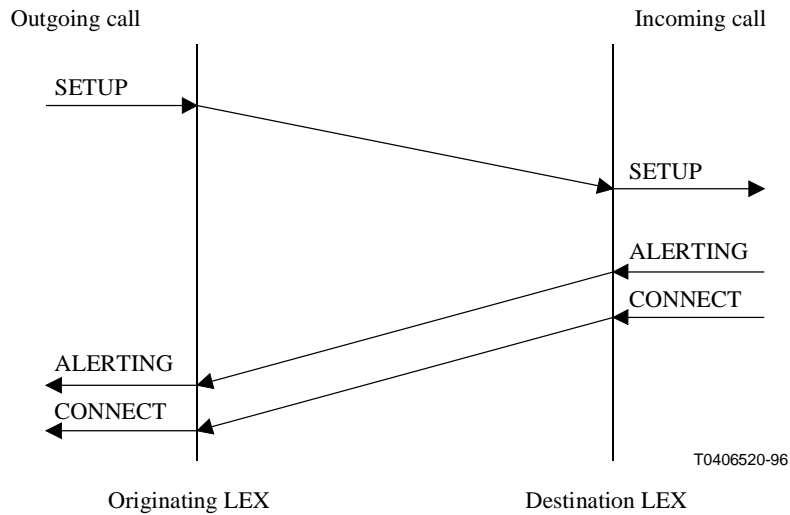 Outgoing call
Incoming call
SETUP
SETUP
ALERTING
CONNECT
ALERTING
CONNECT
T0406520-96
Originating LEX
Destination LEX